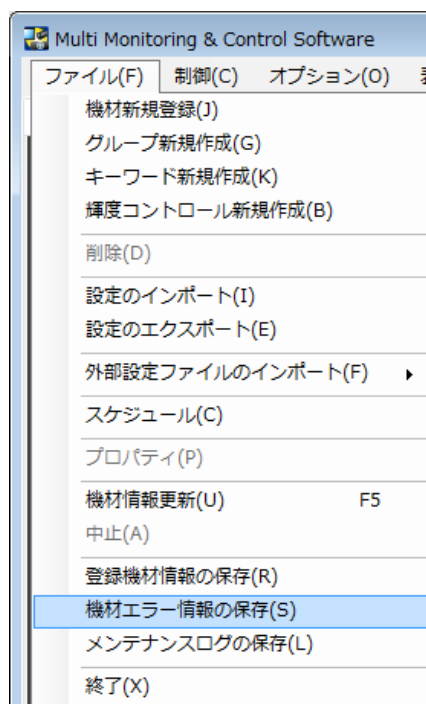 Multi Monitoring & Control Software
ファイル(F) 制御(C) オプション(O)
機材新規登録(J)
グループ新規作成(G)
キーワード新規作成(K)
輝度コントロール新規作成(B)
削除(D)
設定のインポート(I)
設定のエクスポート(E)
外部設定ファイルのインポート(F)
スケジュール(C)
プロパティ(P)
機材情報更新(U) F5
中止(A)
登録機材情報の保存(R)
機材エラー情報の保存(S)
メンテナンスログの保存(L)
終了(X)